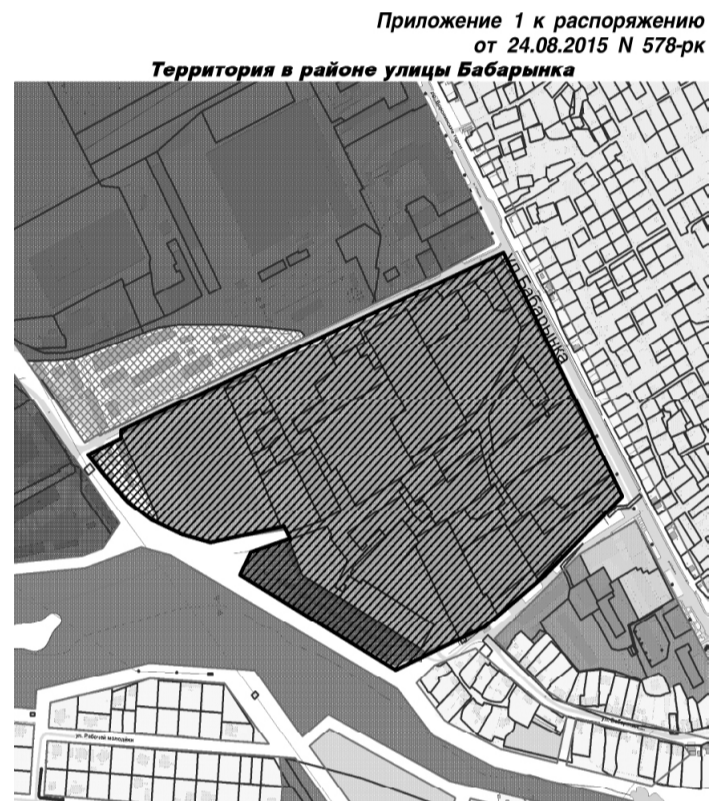 Приложение 1 к распоряжению
от 24.08.2015 N 578-рк
Территория в районе улицы Бабарынка
ул. Бабарынка
ул. Рабочей молодёжи